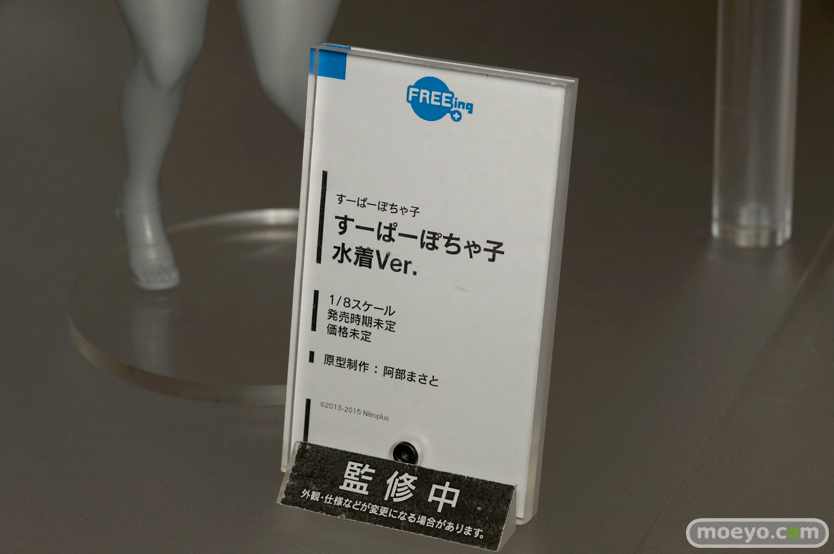 FREEing
すーぱーぽちゃ子
すーぱーぽちゃ子
水着Ver.
1/8スケール
発売時期未定
価格未定
原型制作：阿部まさと
©2013-2015 Nitroplus
監修中
外観・仕様などが変更になる場合があります。
moeyo.com